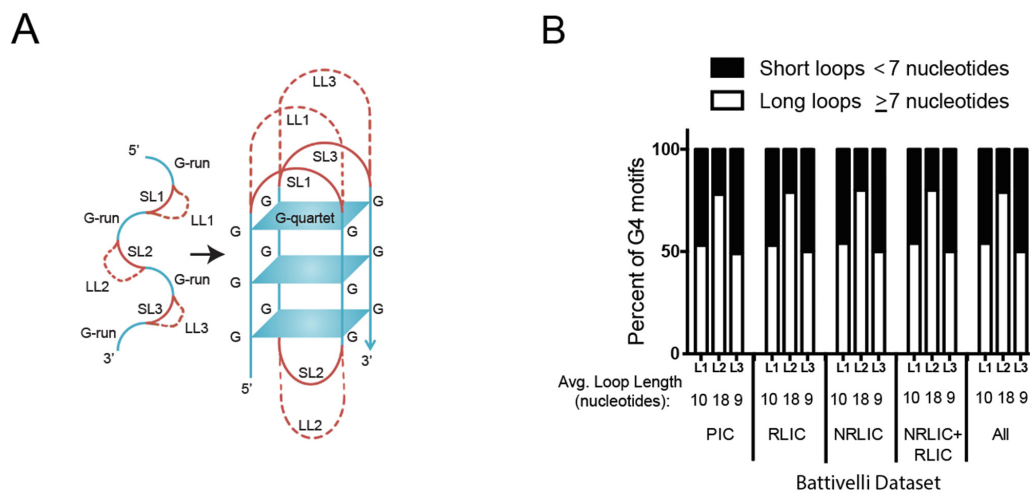 A
5'
G-run
SL1
G-run
LL1
SL2
G-run
LL2
SL3
G-run
LL3
3'
LL3
LL1
SL3
SL1
G
G
G-quartet
G
G
G
G
G
G
G
G
G
G
3'
5'
SL2
LL2
B
Short loops < 7 nucleotides
Long loops ≥7 nucleotides
Percent of G4 motifs
100
50
0
L1 L2 L3 L1 L2 L3 L1 L2 L3 L1 L2 L3 L1 L2 L3
Avg. Loop Length
(nucleotides):
10 18 9 10 18 9 10 18 9 10 18 9 10 18 9
PIC RLIC NRLIC NRLIC+ RLIC All
Battivelli Dataset